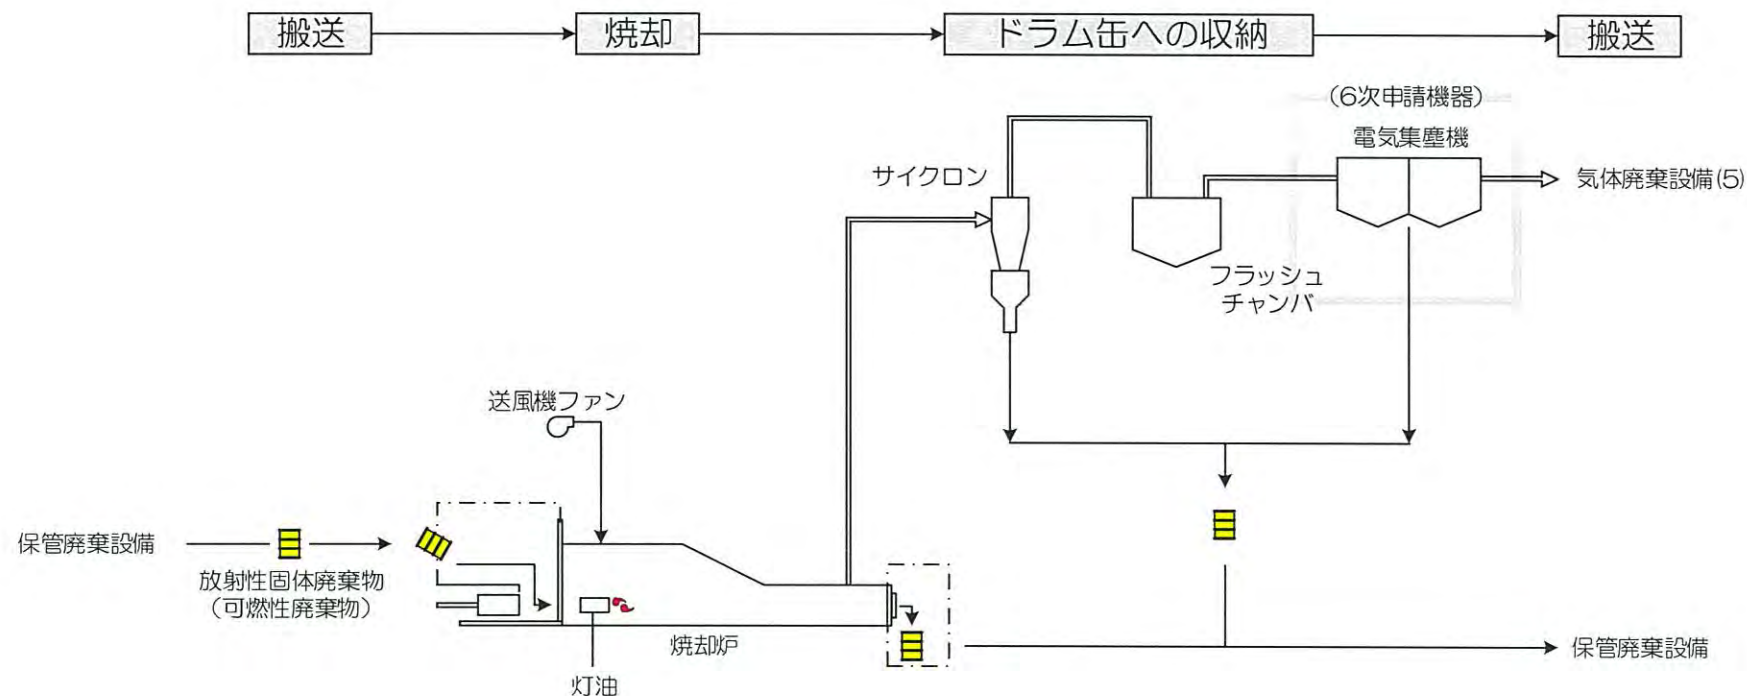 搬送
焼却
ドラム缶への収納
搬送
(6次申請機器)
電気集塵機
サイクロン
気体廃棄設備(5)
フラッシュ
チャンバ
送風機ファン
保管廃棄設備
放射性固体廃棄物
(可燃性廃棄物)
焼却炉
保管廃棄設備
灯油